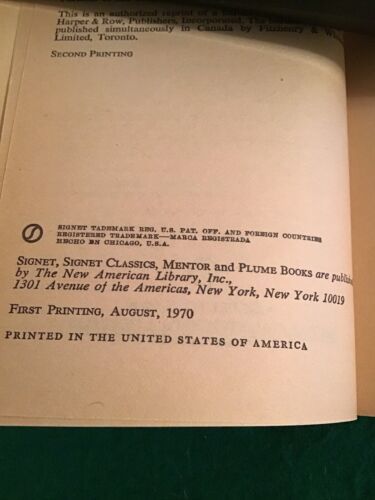 This is an authorized reprint of a
Harper & Row, Publishers, Incorporated. The
published simultaneously in Canada by Fitzhenry &
Limited, Toronto.
SECOND PRINTING
SIGNET TADEMARK REG. U.S. PAT. OFF. AND FOREIGN COUNTRIES
REGISTERED TRADEMARK—MARCA REGISTRADA
HECHO EN CHICAGO, U.S.A.
SIGNET, SIGNET CLASSICS, MENTOR and PLUME BOOKS are publish
by The New American Library, Inc.,
1301 Avenue of the Americas, New York, New York 10019
FIRST PRINTING, AUGUST, 1970
PRINTED IN THE UNITED STATES OF AMERICA